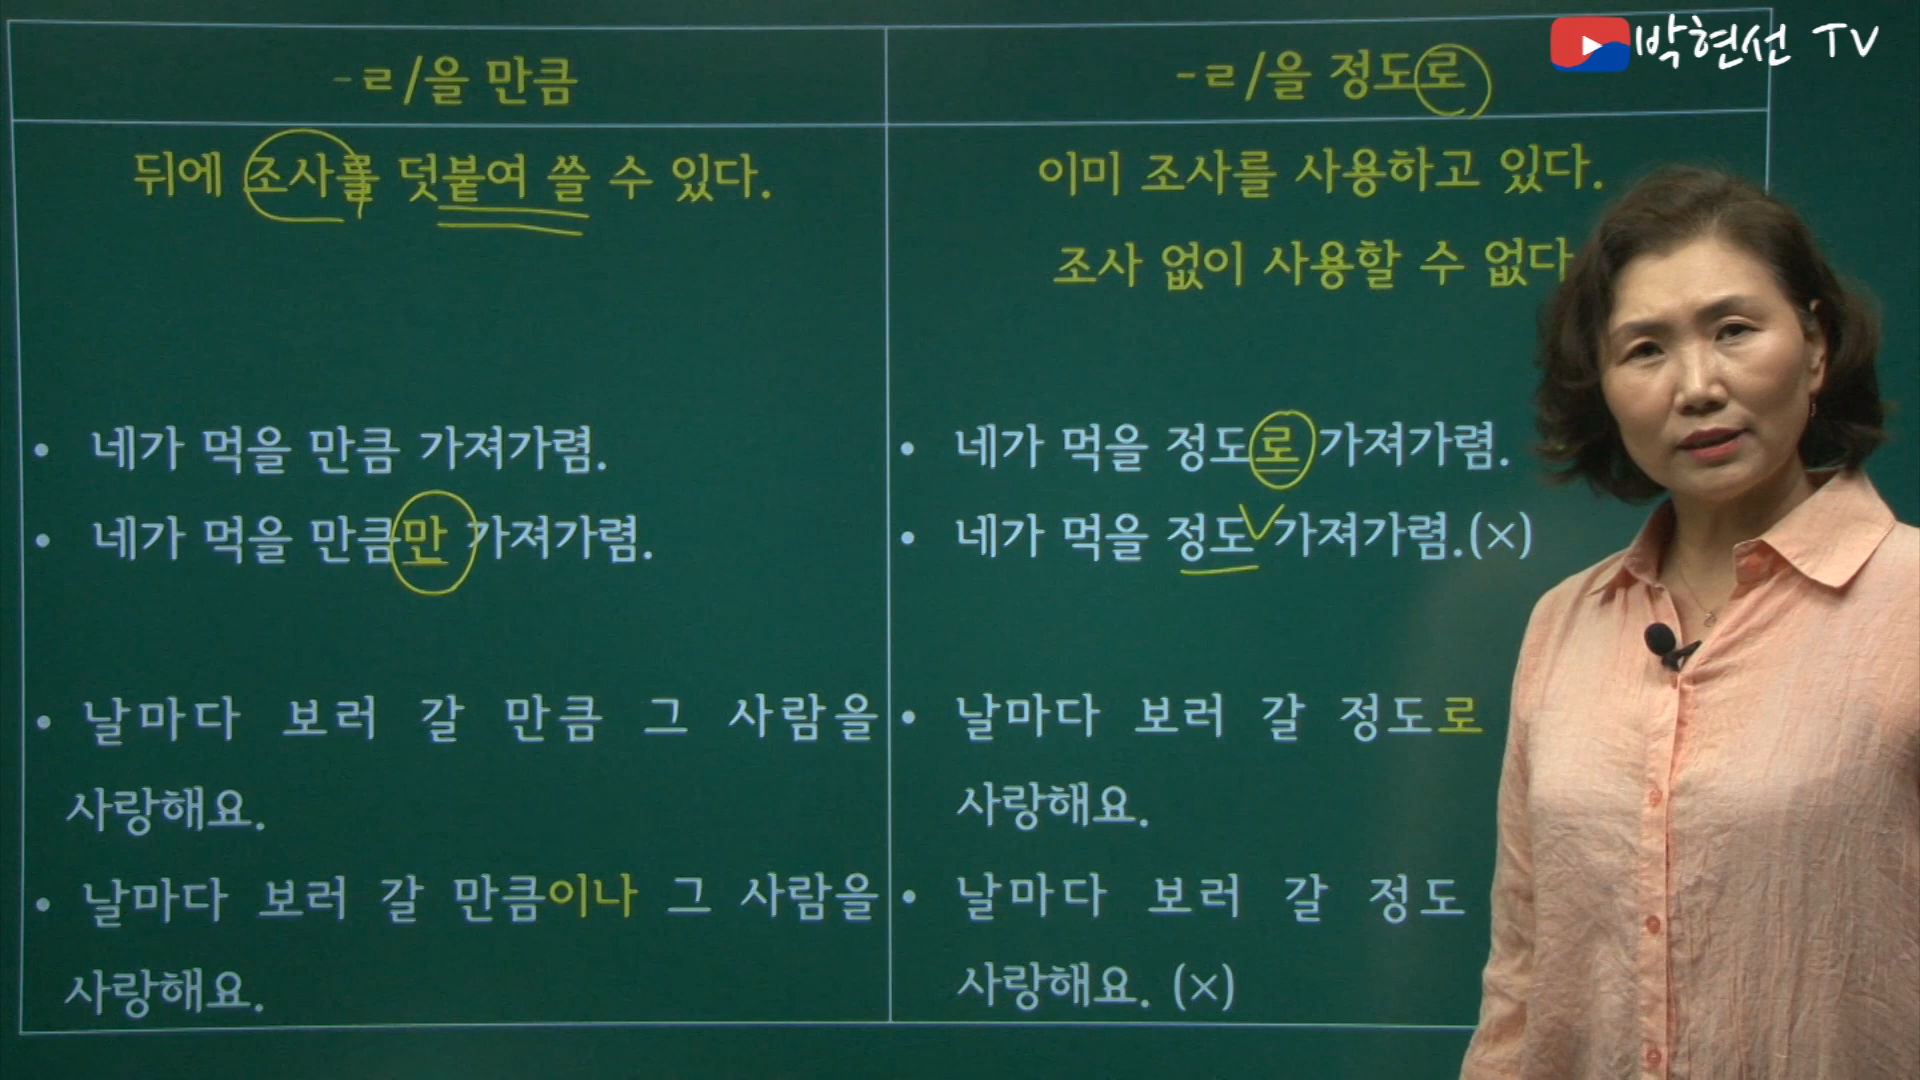 박현선 TV
-ㄹ/을 만큼
-ㄹ/을 정도로
뒤에 조사를 덧붙여 쓸 수 있다.
이미 조사를 사용하고 있다.
조사 없이 사용할 수 없다
• 네가 먹을 만큼 가져가렴.
• 네가 먹을 만큼만 가져가렴.
• 날마다 보러 갈 만큼 그 사람을
사랑해요.
• 날마다 보러 갈 만큼이나 그 사람을
사랑해요.
• 네가 먹을 정도로 가져가렴.
• 네가 먹을 정도 가져가렴.(×)
• 날마다 보러 갈 정도로
사랑해요.
• 날마다 보러 갈 정도
사랑해요. (×)